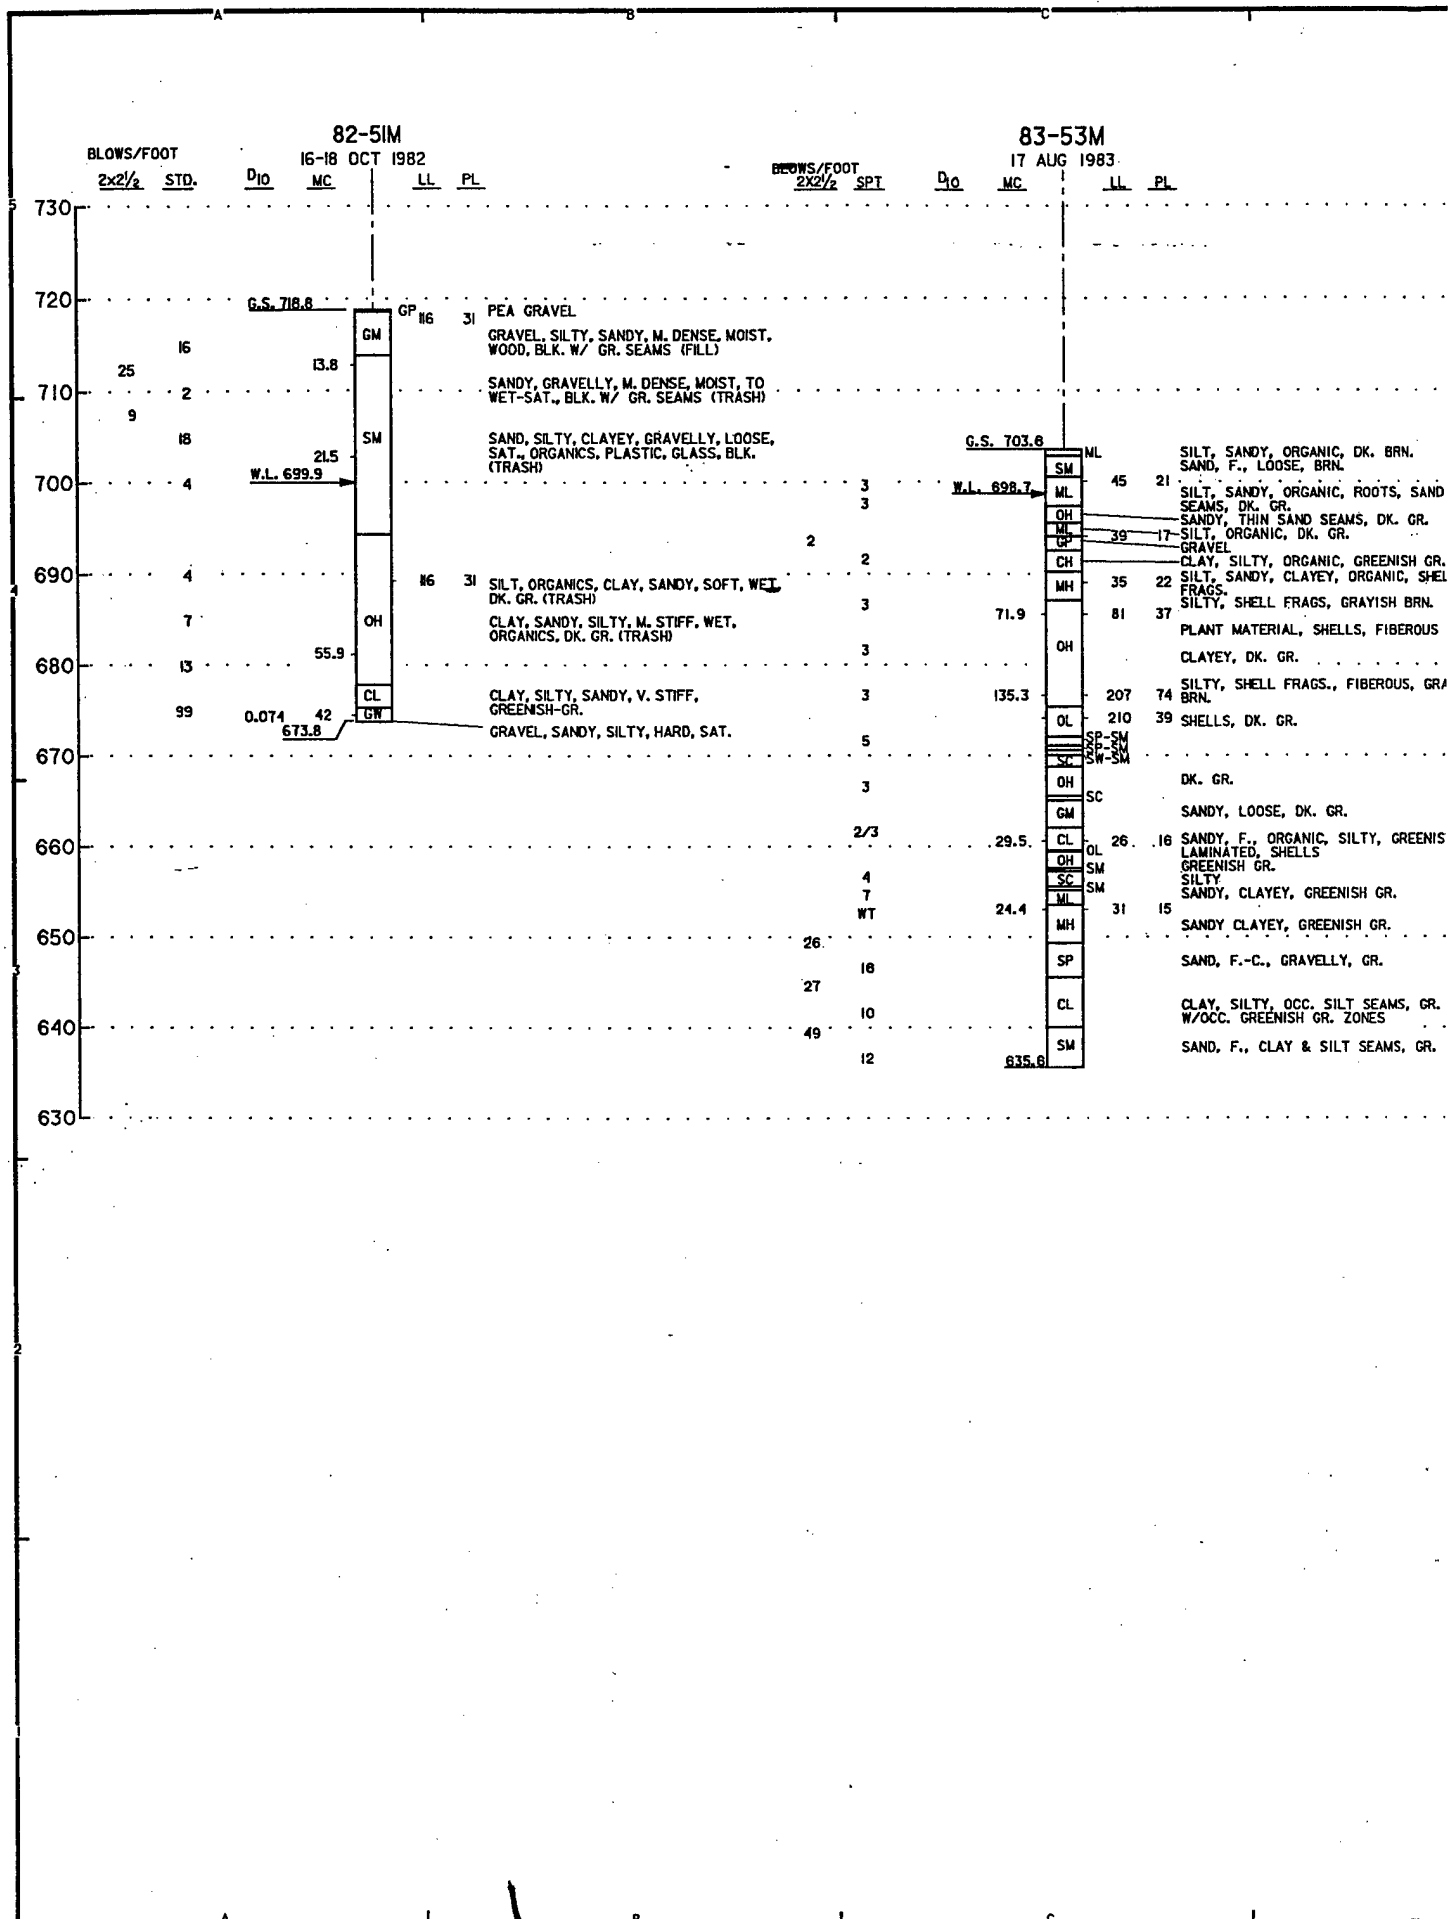 A B C
82-51M
16-18 OCT 1982
BLOWS/FOOT
2x2½ STD. D10 MC LL PL
83-53M
17 AUG 1983
BLOWS/FOOT
2X2½ SPT D10 MC LL PL
5
730
720
710
700
690
680
670
660
650
640
630
4
3
2
1
G.S. 718.8
GP 116 31 PEA GRAVEL
GM
GRAVEL, SILTY, SANDY, M. DENSE, MOIST,
WOOD, BLK. W/ GR. SEAMS (FILL)
16
25 13.8
2
SANDY, GRAVELLY, M. DENSE, MOIST, TO
WET-SAT., BLK. W/ GR. SEAMS (TRASH)
9
18 SM
SAND, SILTY, CLAYEY, GRAVELLY, LOOSE,
SAT., ORGANICS, PLASTIC, GLASS, BLK.
(TRASH)
21.5
W.L. 699.9
4
4 116 31
SILT, ORGANICS, CLAY, SANDY, SOFT, WET,
DK. GR. (TRASH)
7 OH
CLAY, SANDY, SILTY, M. STIFF, WET,
ORGANICS, DK. GR. (TRASH)
55.9
13
CL
CLAY, SILTY, SANDY, V. STIFF,
GREENISH-GR.
99 0.074 42 GW
673.8
GRAVEL, SANDY, SILTY, HARD, SAT.
G.S. 703.6
ML SILT, SANDY, ORGANIC, DK. BRN.
SM SAND, F., LOOSE, BRN.
45 21
3
W.L. 698.7
ML SILT, SANDY, ORGANIC, ROOTS, SAND
SEAMS, DK. GR.
3
OH SANDY, THIN SAND SEAMS, DK. GR.
ML 39 17 SILT, ORGANIC, DK. GR.
2 GP GRAVEL
2 CH CLAY, SILTY, ORGANIC, GREENISH GR.
MH 35 22 SILT, SANDY, CLAYEY, ORGANIC, SHEL
FRAGS.
3 SILTY, SHELL FRAGS, GRAYISH BRN.
71.9 81 37
PLANT MATERIAL, SHELLS, FIBEROUS
OH
3 CLAYEY, DK. GR.
3 135.3 207 74 SILTY, SHELL FRAGS., FIBEROUS, GRA
BRN.
OL 210 39 SHELLS, DK. GR.
5 SP-SM
SP-SM
SC SW-SM
3 OH DK. GR.
SC
GM SANDY, LOOSE, DK. GR.
2/3
29.5 CL 26 16 SANDY, F., ORGANIC, SILTY, GREENIS
OL LAMINATED, SHELLS
OH SM GREENISH GR.
4 SC SILTY
7 SM SANDY, CLAYEY, GREENISH GR.
ML
WT 24.4 31 15
MH SANDY CLAYEY, GREENISH GR.
26
16 SP SAND, F.-C., GRAVELLY, GR.
27
10 CL CLAY, SILTY, OCC. SILT SEAMS, GR.
W/OCC. GREENISH GR. ZONES
49
12 SM SAND, F., CLAY & SILT SEAMS, GR.
635.6
A B C